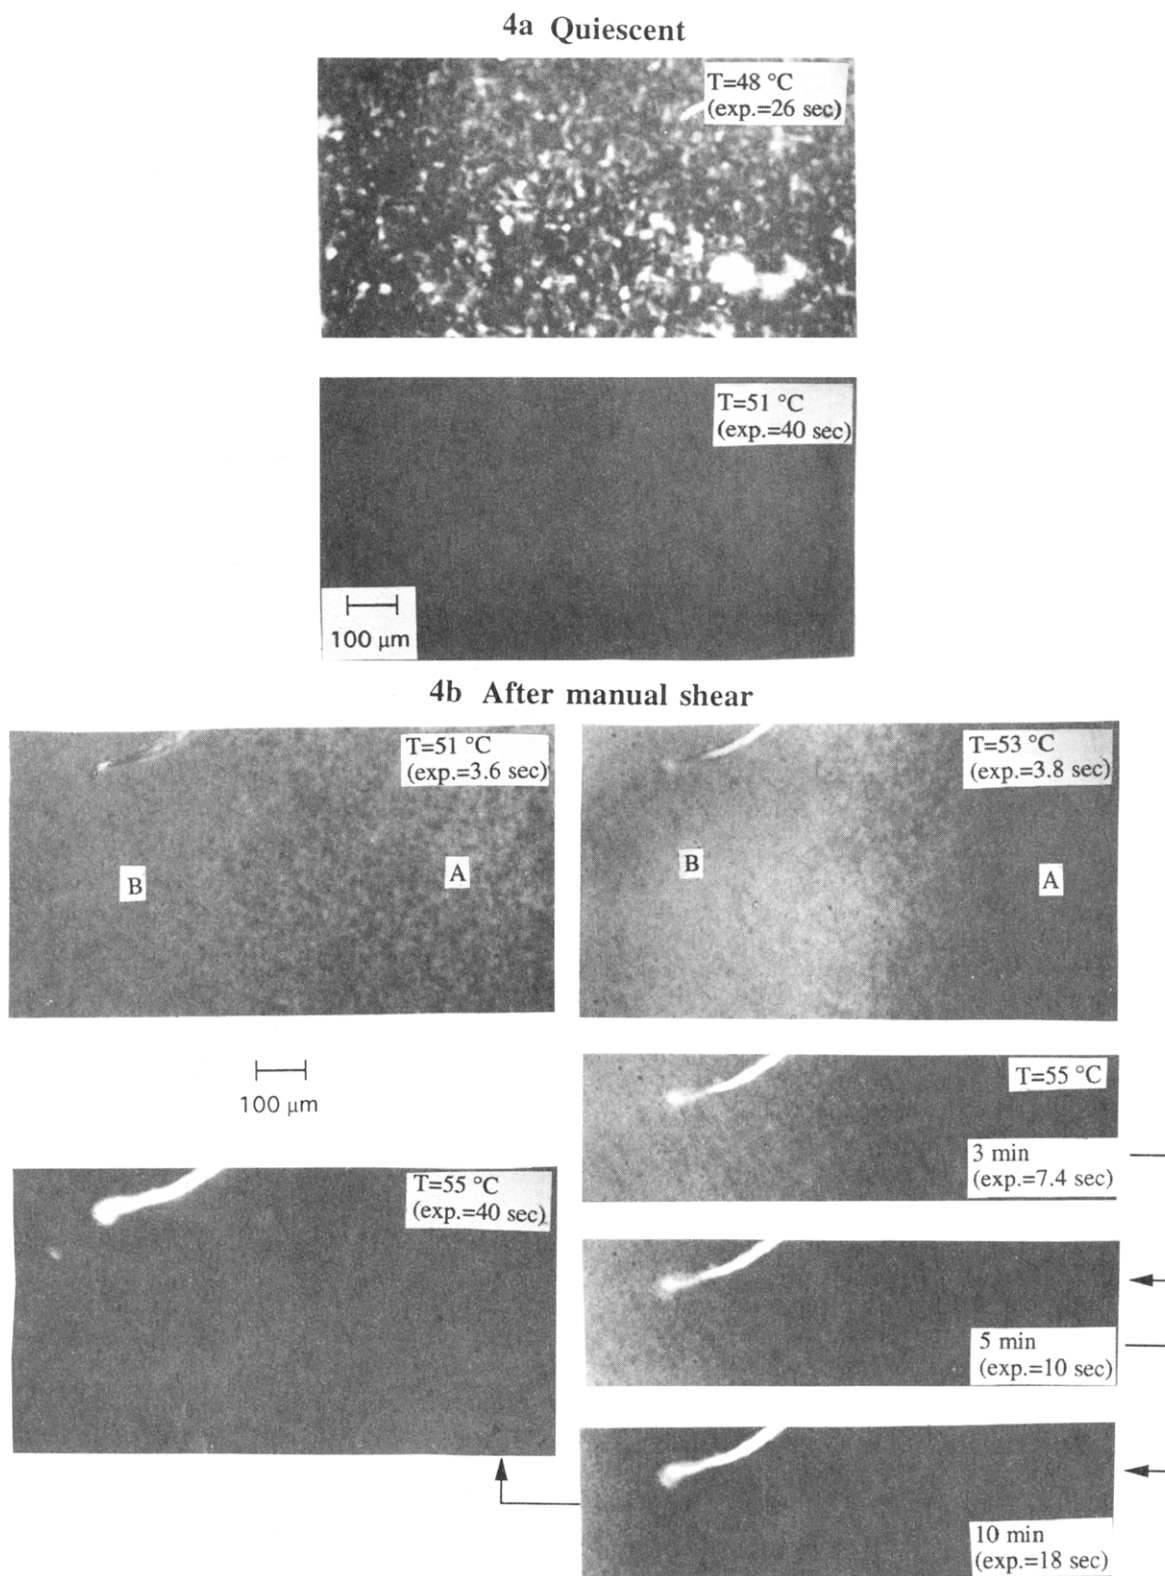 4a Quiescent
T=48 °C
(exp.=26 sec)
T=51 °C
(exp.=40 sec)
100 μm
4b After manual shear
T=51 °C
(exp.=3.6 sec)
B
A
T=53 °C
(exp.=3.8 sec)
B
A
100 μm
T=55 °C
3 min
(exp.=7.4 sec)
T=55 °C
(exp.=40 sec)
5 min
(exp.=10 sec)
10 min
(exp.=18 sec)